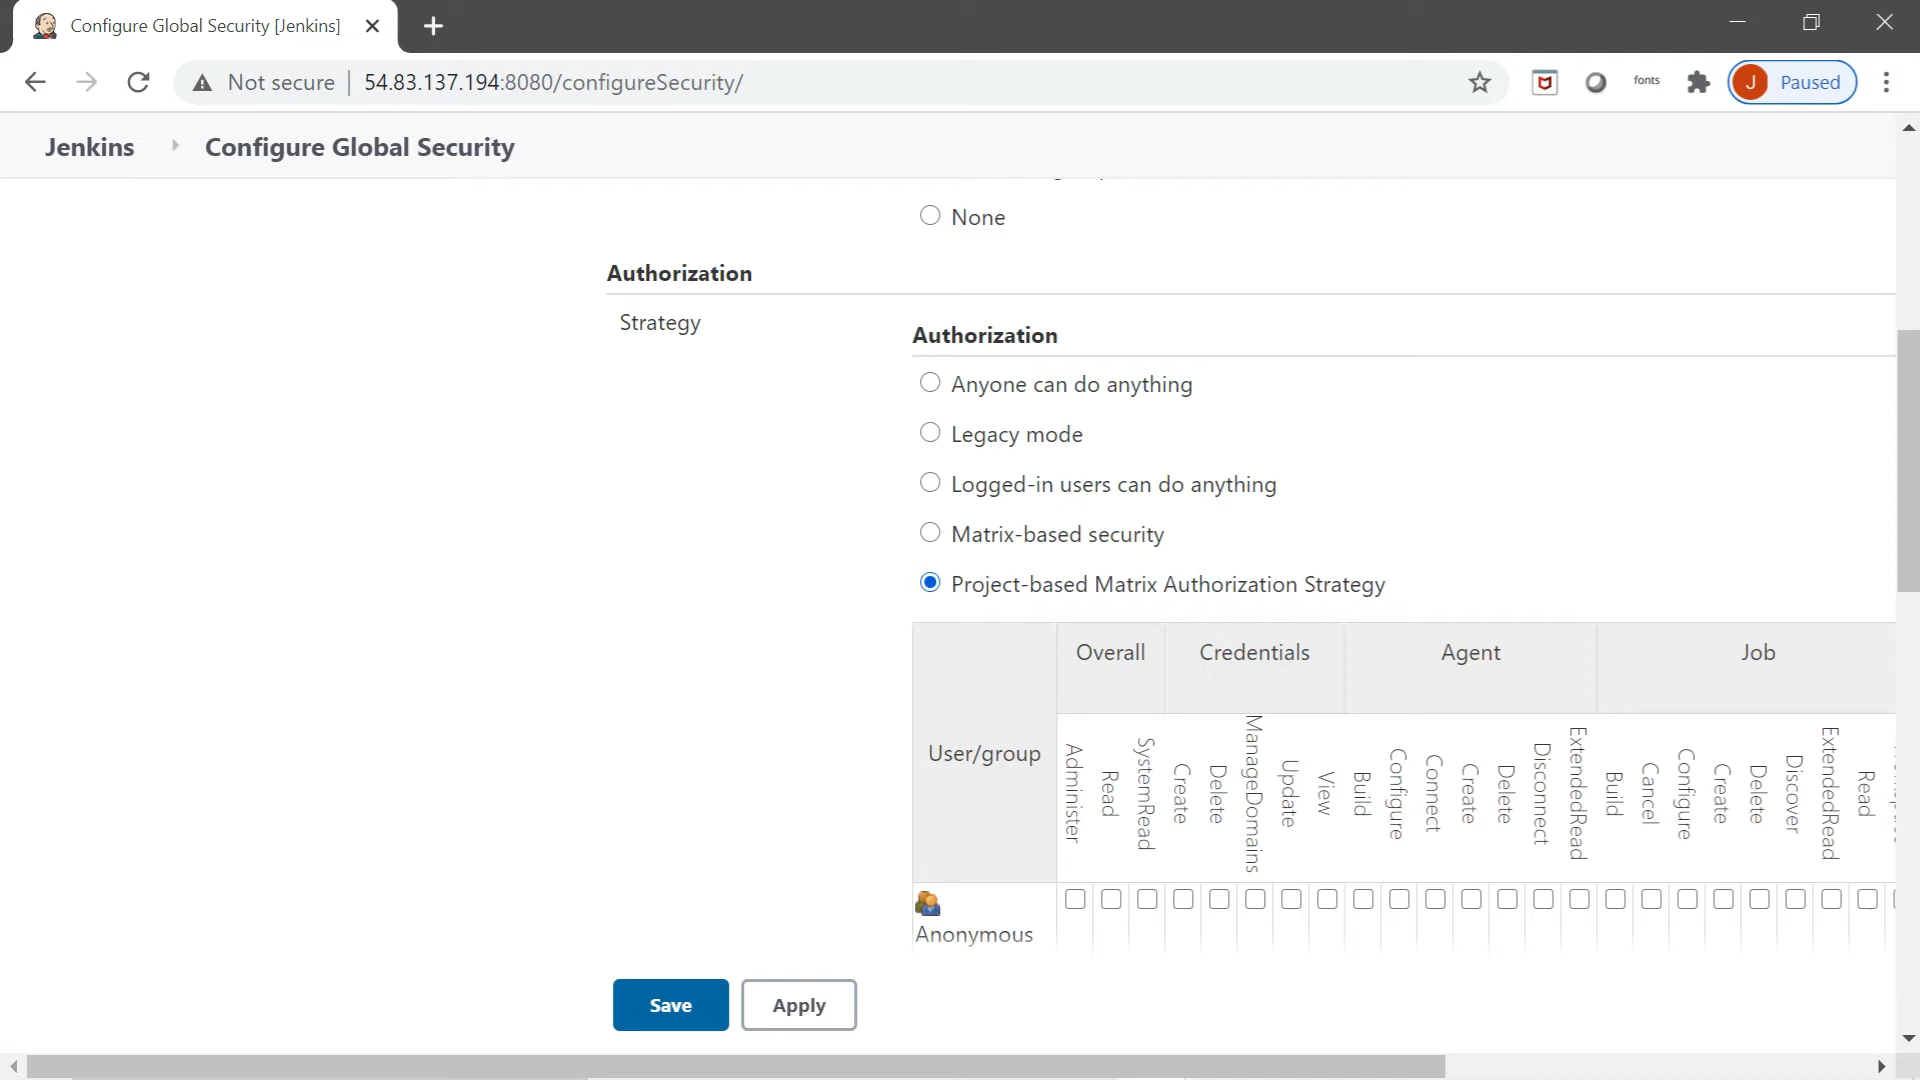 Configure Global Security [Jenkins]
Not secure 54.83.137.194:8080/configureSecurity/
fonts
J Paused
Jenkins Configure Global Security
None
Authorization
Strategy
Authorization
Anyone can do anything
Legacy mode
Logged-in users can do anything
Matrix-based security
Project-based Matrix Authorization Strategy
User/group Overall Credentials Agent Job
Administer Read SystemRead Create Delete ManageDomains Update View Build Configure Connect Create Delete Disconnect ExtendedRead Build Cancel Configure Create Delete Discover ExtendedRead Read
Anonymous
Save Apply